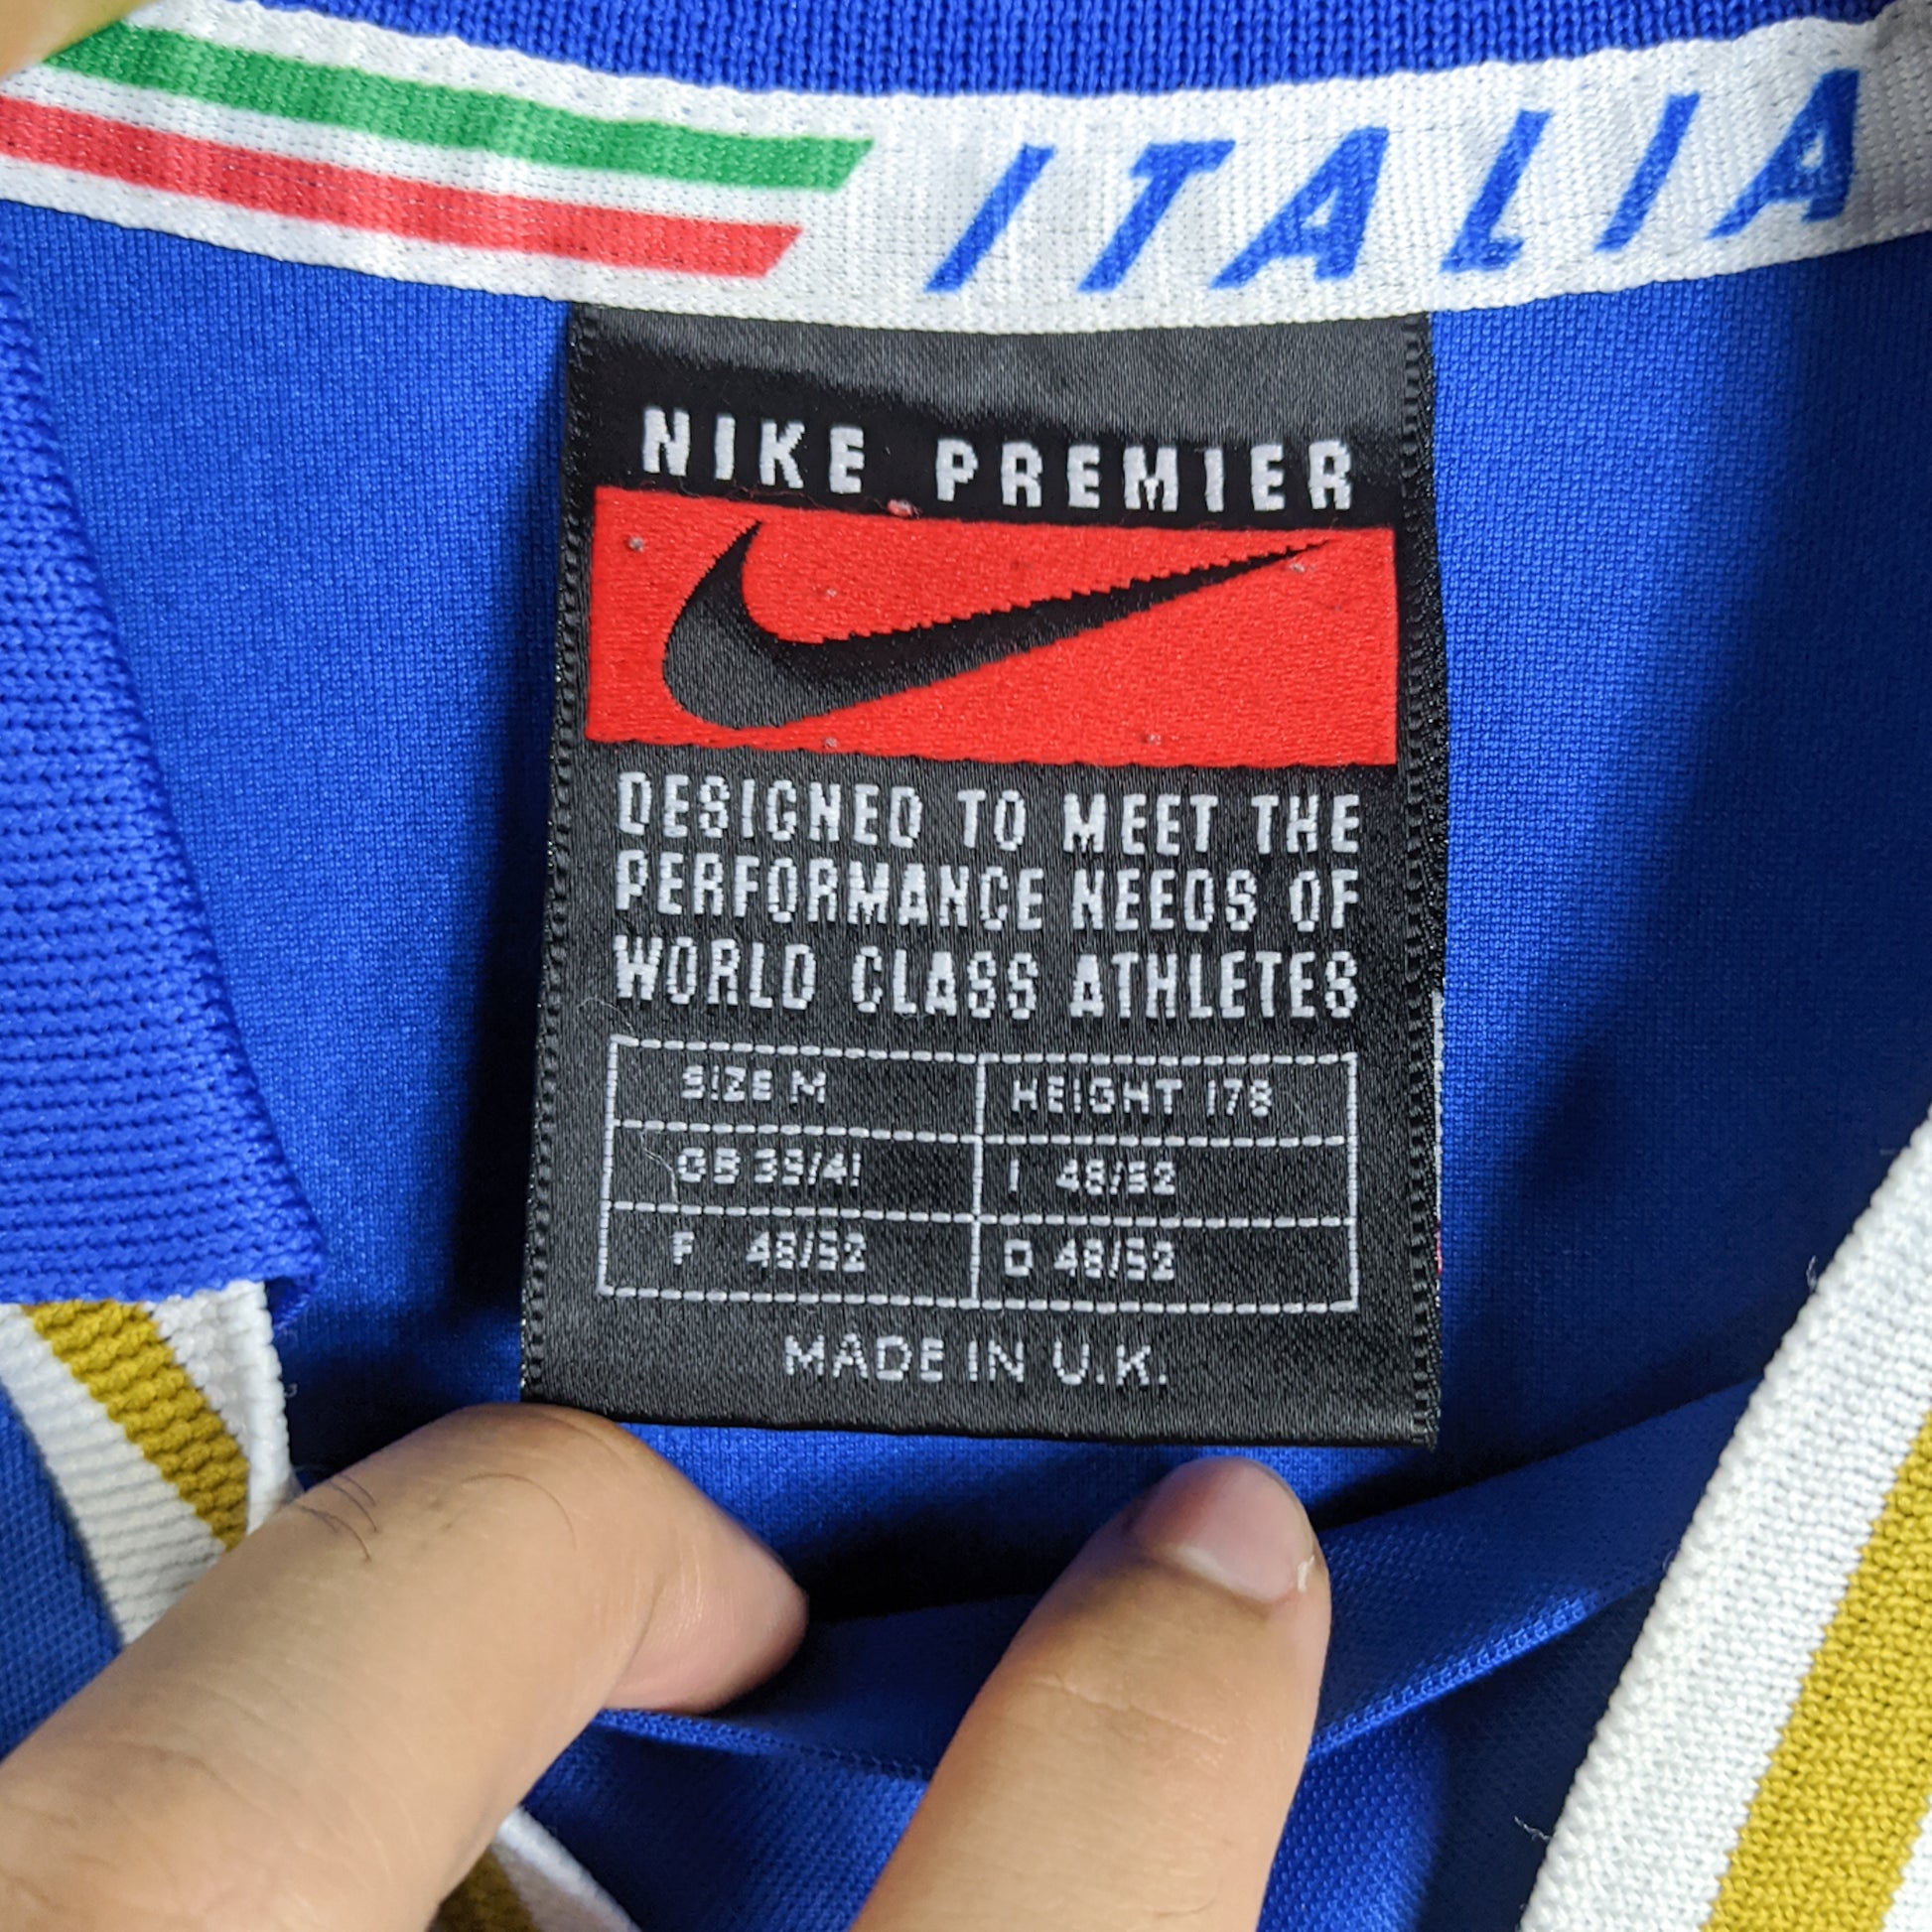 ITALIA
NIKE PREMIER
DESIGNED TO MEET THE
PERFORMANCE NEEDS OF
WORLD CLASS ATHLETES
SIZE M HEIGHT 178
GB 39/41 I 48/52
F 48/52 D 48/52
MADE IN U.K.